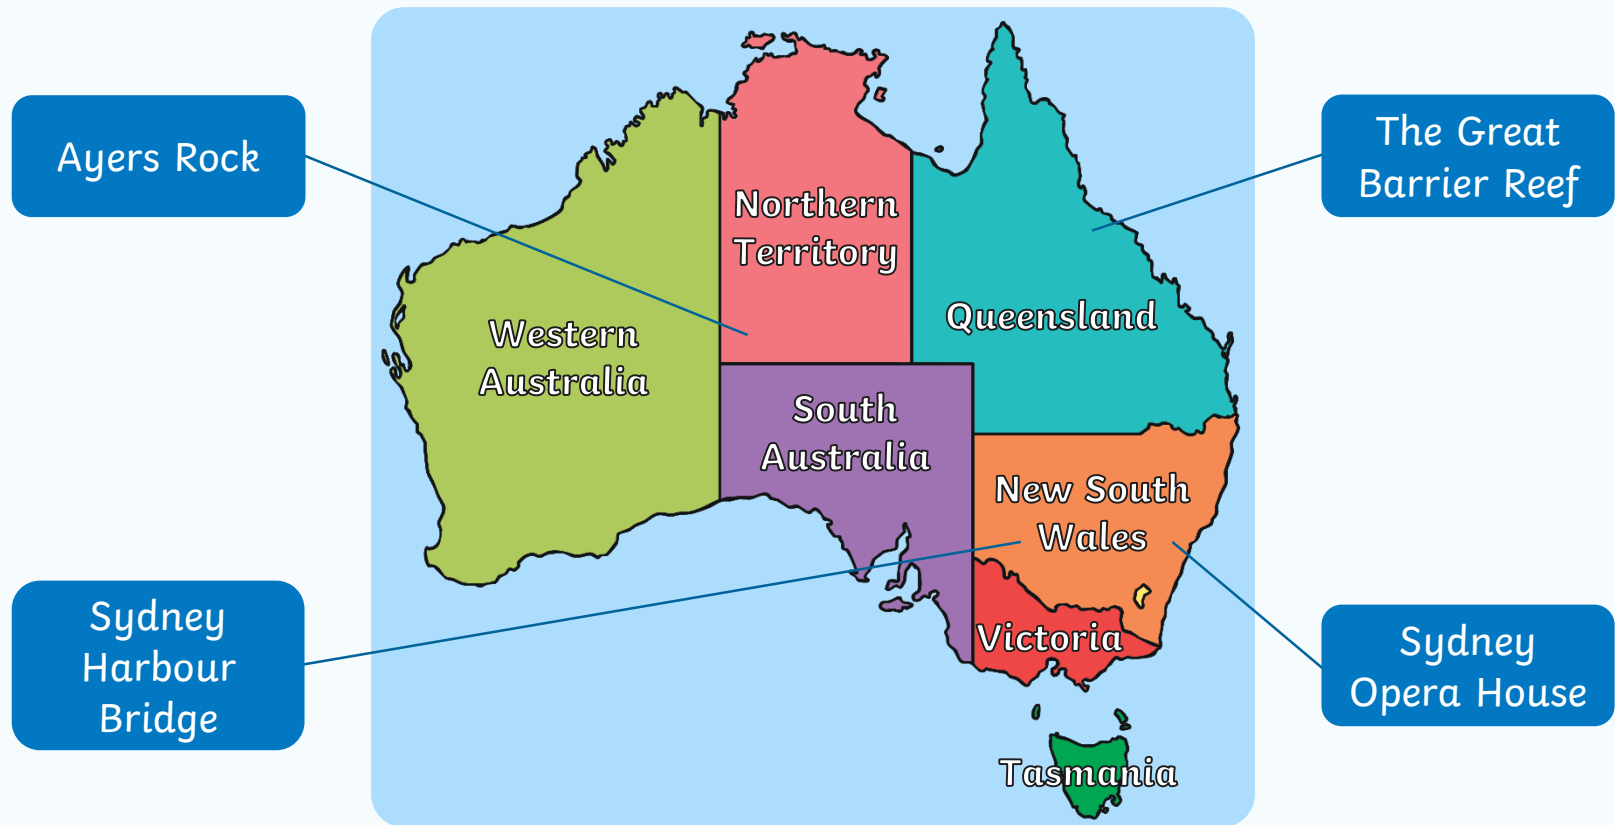 Ayers Rock
The Great
Barrier Reef
Northern
Territory
Queensland
Western
Australia
South
Australia
New South
Wales
Victoria
Tasmania
Sydney
Harbour
Bridge
Sydney
Opera House